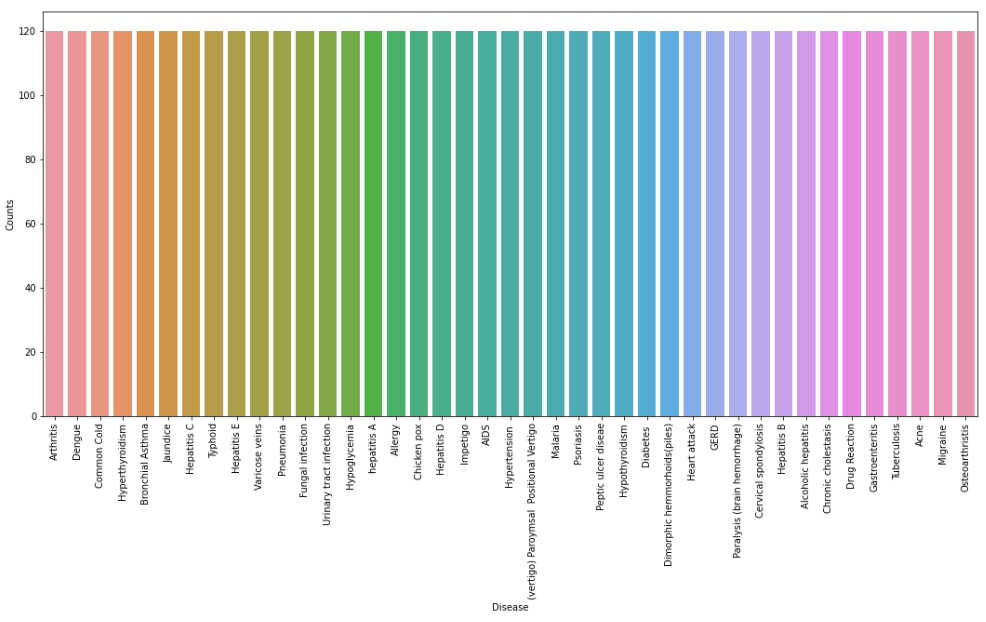 120
100
80
60
40
20
0
Counts
Arthritis
Dengue
Common Cold
Hyperthyroidism
Bronchial Asthma
Jaundice
Hepatitis C
Typhoid
Hepatitis E
Varicose veins
Pneumonia
Fungal infection
Urinary tract infection
Hypoglycemia
hepatitis A
Allergy
Chicken pox
Hepatitis D
Impetigo
AIDS
Hypertension
(vertigo) Paroymsal  Positional Vertigo
Malaria
Psoriasis
Peptic ulcer diseae
Hypothyroidism
Diabetes
Dimorphic hemmorhoids(piles)
Heart attack
GERD
Paralysis (brain hemorrhage)
Cervical spondylosis
Hepatitis B
Alcoholic hepatitis
Chronic cholestasis
Drug Reaction
Gastroenteritis
Tuberculosis
Acne
Migraine
Osteoarthristis
Disease